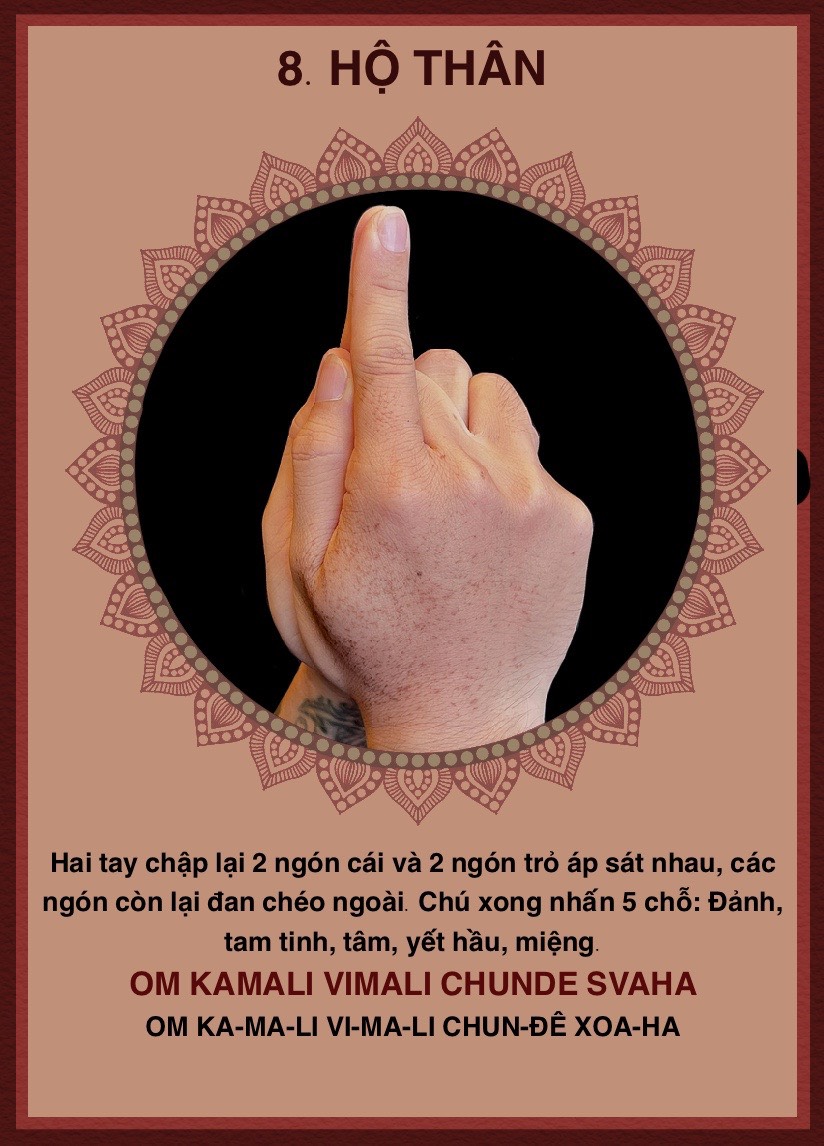 8. HỘ THÂN
Hai tay chập lại 2 ngón cái và 2 ngón trỏ áp sát nhau, các
ngón còn lại đan chéo ngoài. Chú xong nhấn 5 chỗ: Đảnh,
tam tinh, tâm, yết hầu, miệng.
OM KAMALI VIMALI CHUNDE SVAHA
OM KA-MA-LI VI-MA-LI CHUN-ĐÊ XOA-HA